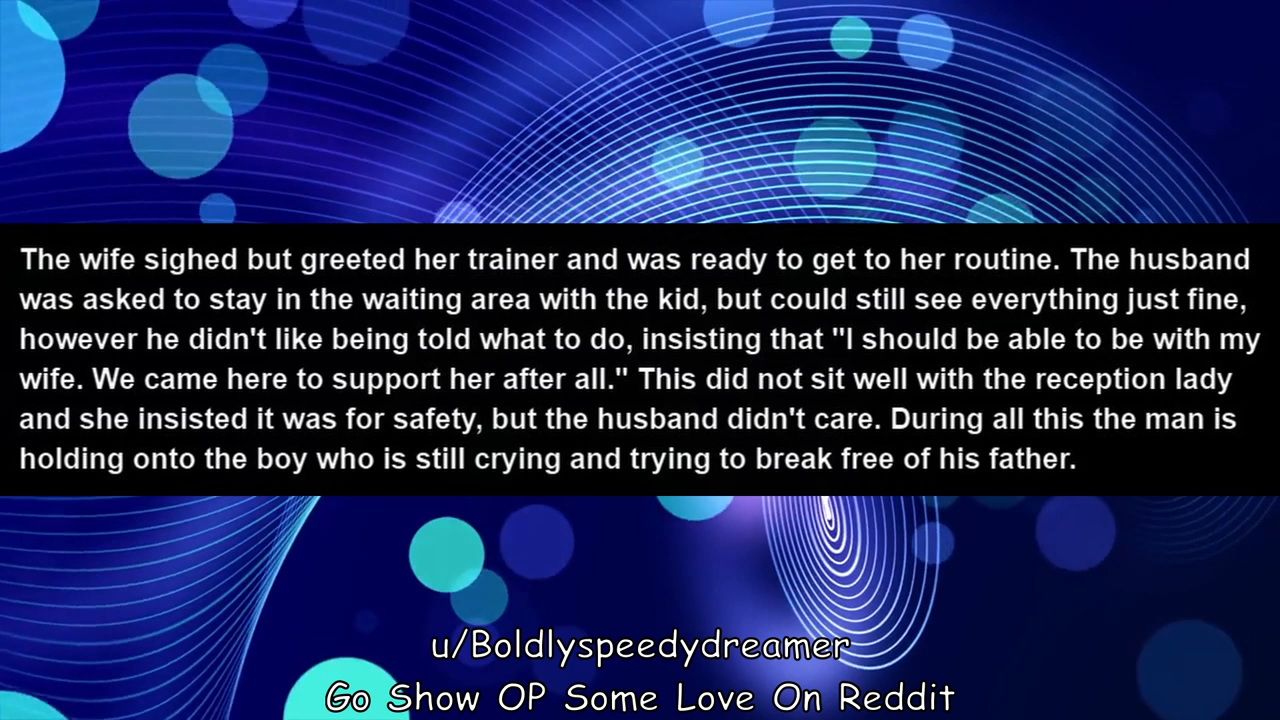 The wife sighed but greeted her trainer and was ready to get to her routine. The husband
was asked to stay in the waiting area with the kid, but could still see everything just fine,
however he didn't like being told what to do, insisting that "I should be able to be with my
wife. We came here to support her after all." This did not sit well with the reception lady
and she insisted it was for safety, but the husband didn't care. During all this the man is
holding onto the boy who is still crying and trying to break free of his father.
u/Boldlyspeedydreamer
Go Show OP Some Love On Reddit